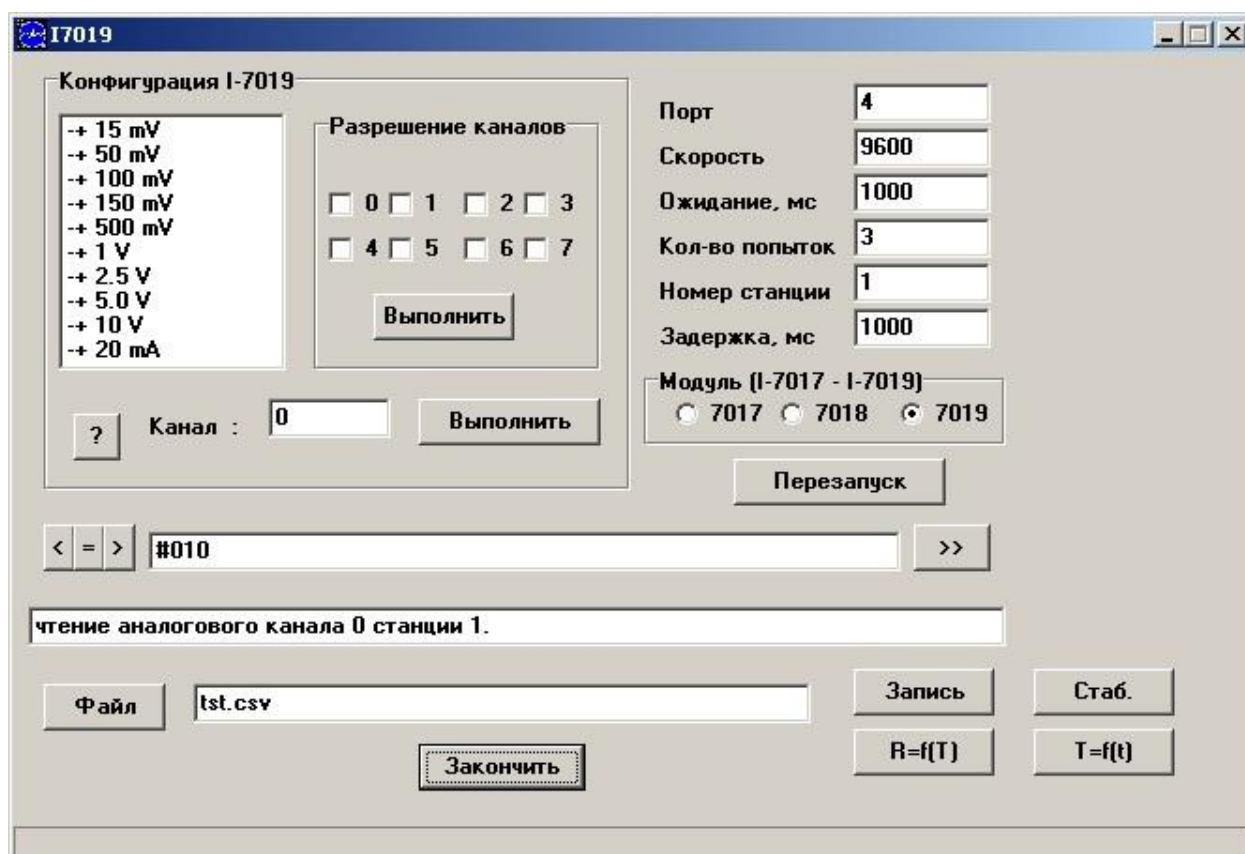 I7019
Конфигурация I-7019
-+ 15 mV
-+ 50 mV
-+ 100 mV
-+ 150 mV
-+ 500 mV
-+ 1 V
-+ 2.5 V
-+ 5.0 V
-+ 10 V
-+ 20 mA
Разрешение каналов
0 1 2 3
4 5 6 7
Выполнить
? Канал : 0 Выполнить
Порт 4
Скорость 9600
Ожидание, мс 1000
Кол-во попыток 3
Номер станции 1
Задержка, мс 1000
Модуль (I-7017 - I-7019)
7017 7018 7019
Перезапуск
< = > #010 >>
чтение аналогового канала 0 станции 1.
Файл tst.csv Запись Стаб.
Закончить R=f(T) T=f(t)